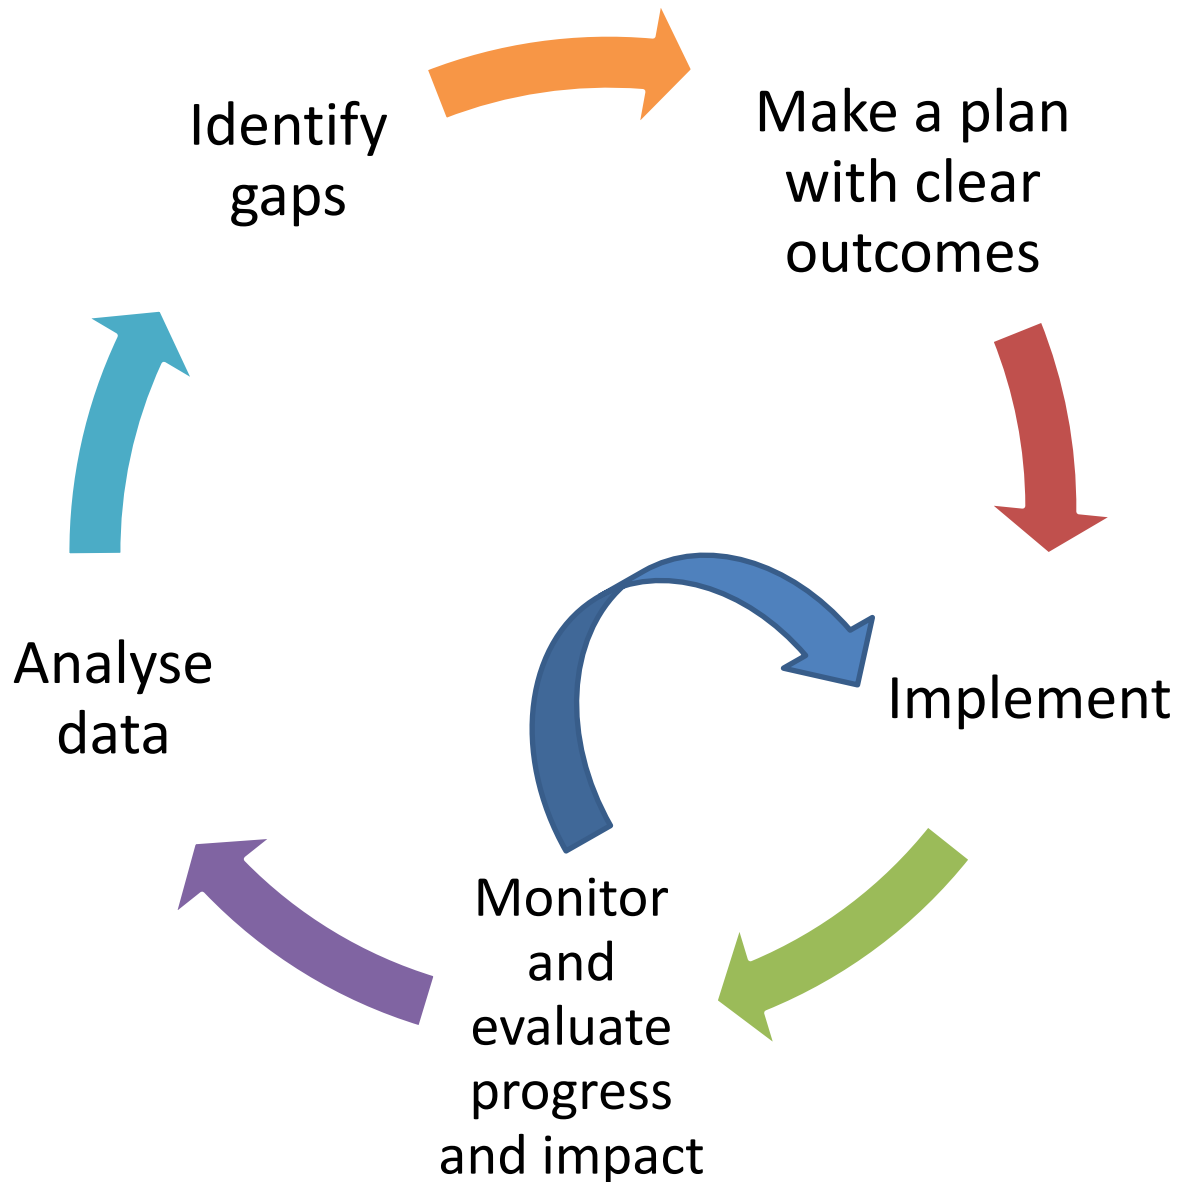 Identify
gaps
Make a plan
with clear
outcomes
Analyse
data
Implement
Monitor
and
evaluate
progress
and impact